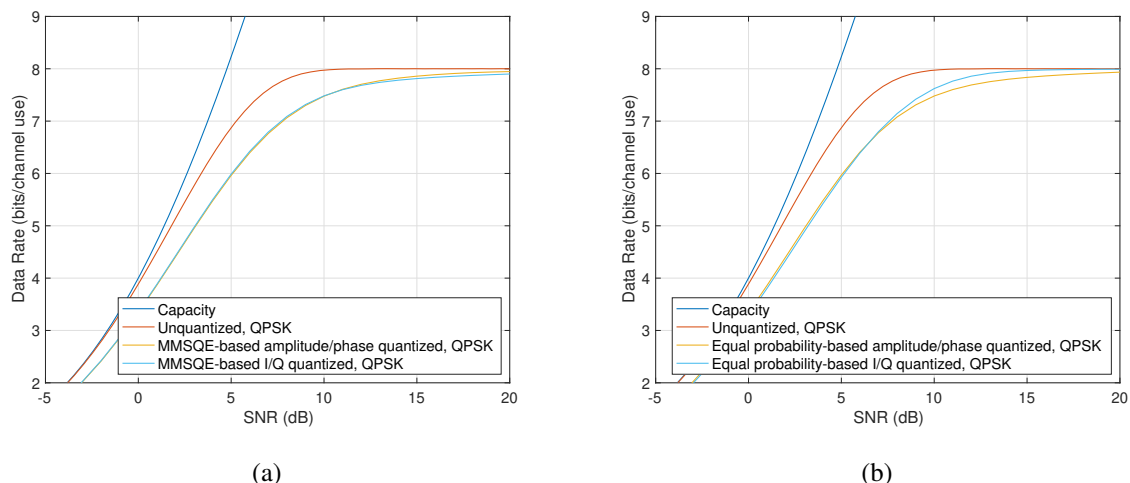 9
8
7
6
5
4
3
2
Data Rate (bits/channel use)
Capacity
Unquantized, QPSK
MMSQE-based amplitude/phase quantized, QPSK
MMSQE-based I/Q quantized, QPSK
-5 0 5 10 15 20
SNR (dB)
(a)
9
8
7
6
5
4
3
2
Data Rate (bits/channel use)
Capacity
Unquantized, QPSK
Equal probability-based amplitude/phase quantized, QPSK
Equal probability-based I/Q quantized, QPSK
-5 0 5 10 15 20
SNR (dB)
(b)